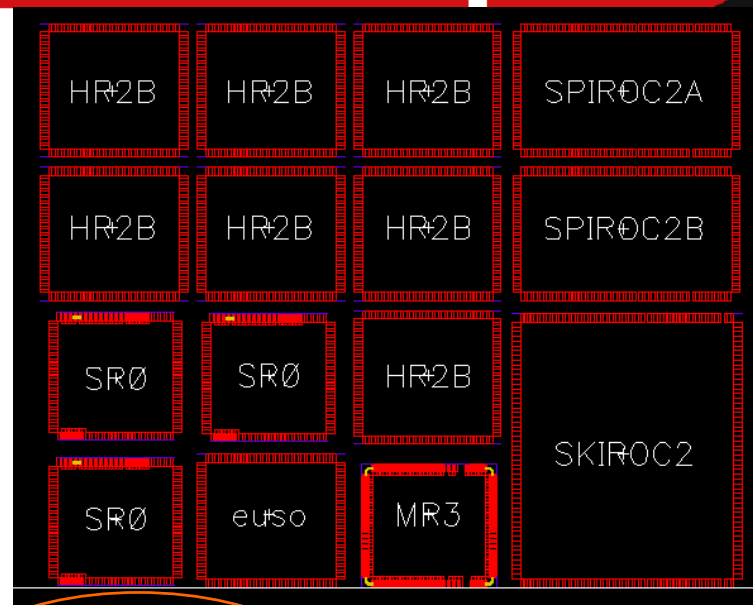 HR2B HR2B HR2B SPIROC2A
HR2B HR2B HR2B SPIROC2B
SR0 SR0 HR2B
SKIROC2
SR0 euso MR3